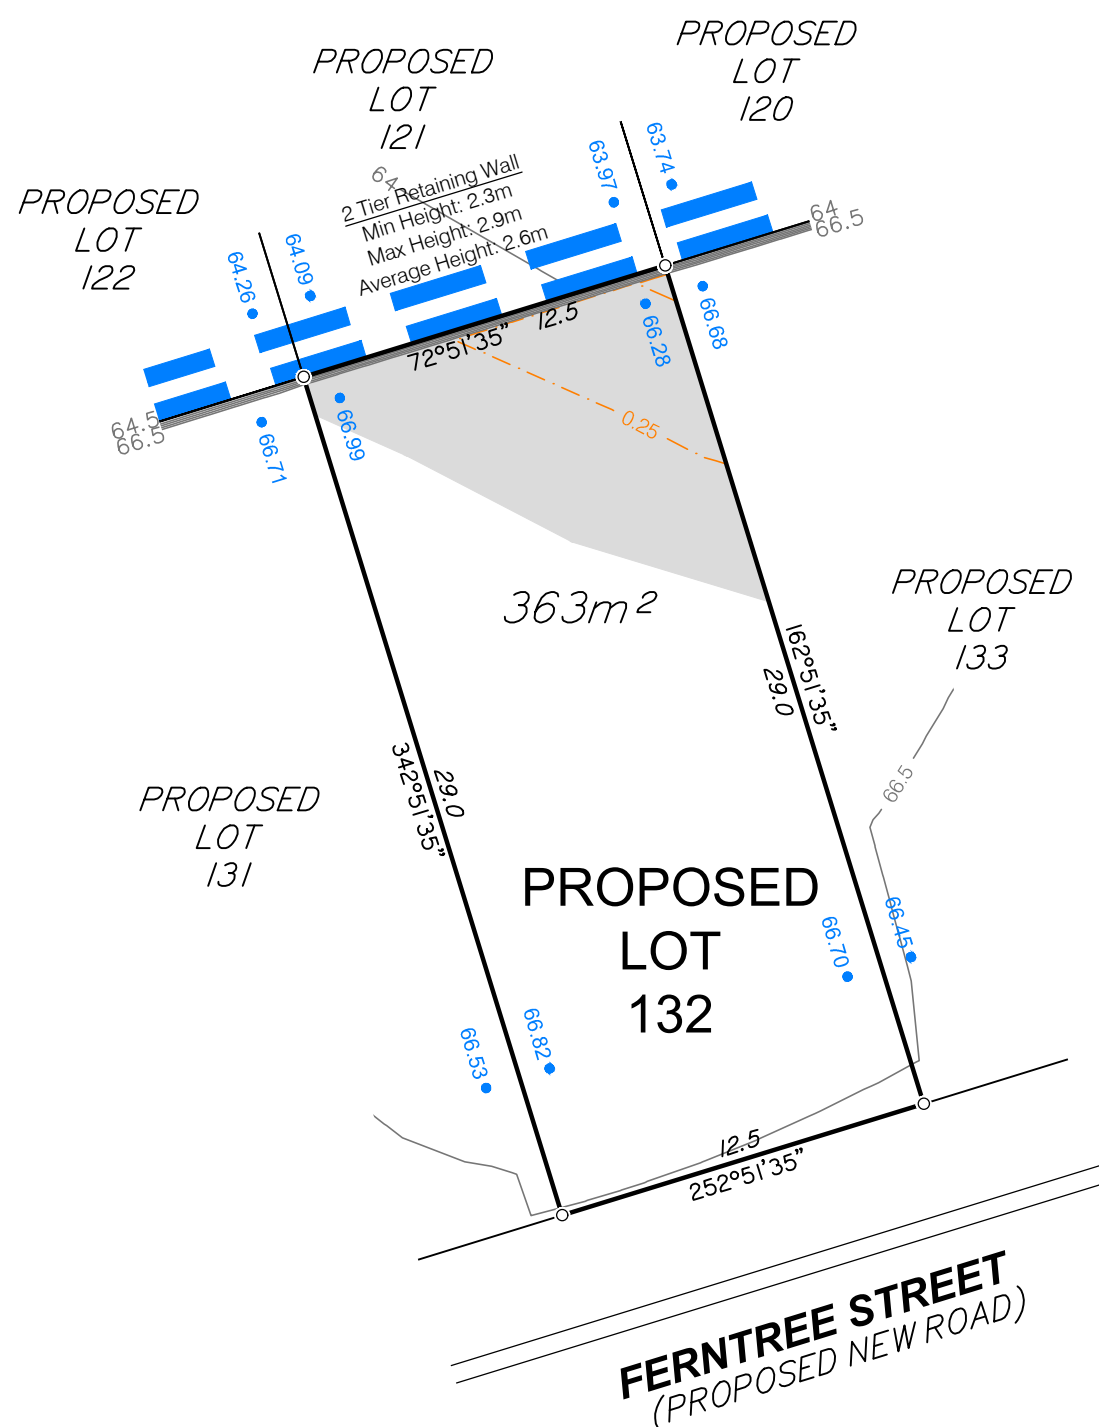 PROPOSED
LOT
120
PROPOSED
LOT
121
PROPOSED
LOT
122
63.74
63.97
64
2 Tier Retaining Wall
Min Height: 2.3m
Max Height: 2.9m
Average Height: 2.6m
64.09
64.26
64
66.5
12.5
72°51'35"
66.28
66.68
64.5
66.5
66.71
66.99
0.25
363m²
PROPOSED
LOT
133
162°51'35"
29.0
342°51'35"
29.0
66.5
PROPOSED
LOT
131
PROPOSED
LOT
132
66.70
66.45
66.53
66.82
12.5
252°51'35"
FERNTREE STREET
(PROPOSED NEW ROAD)